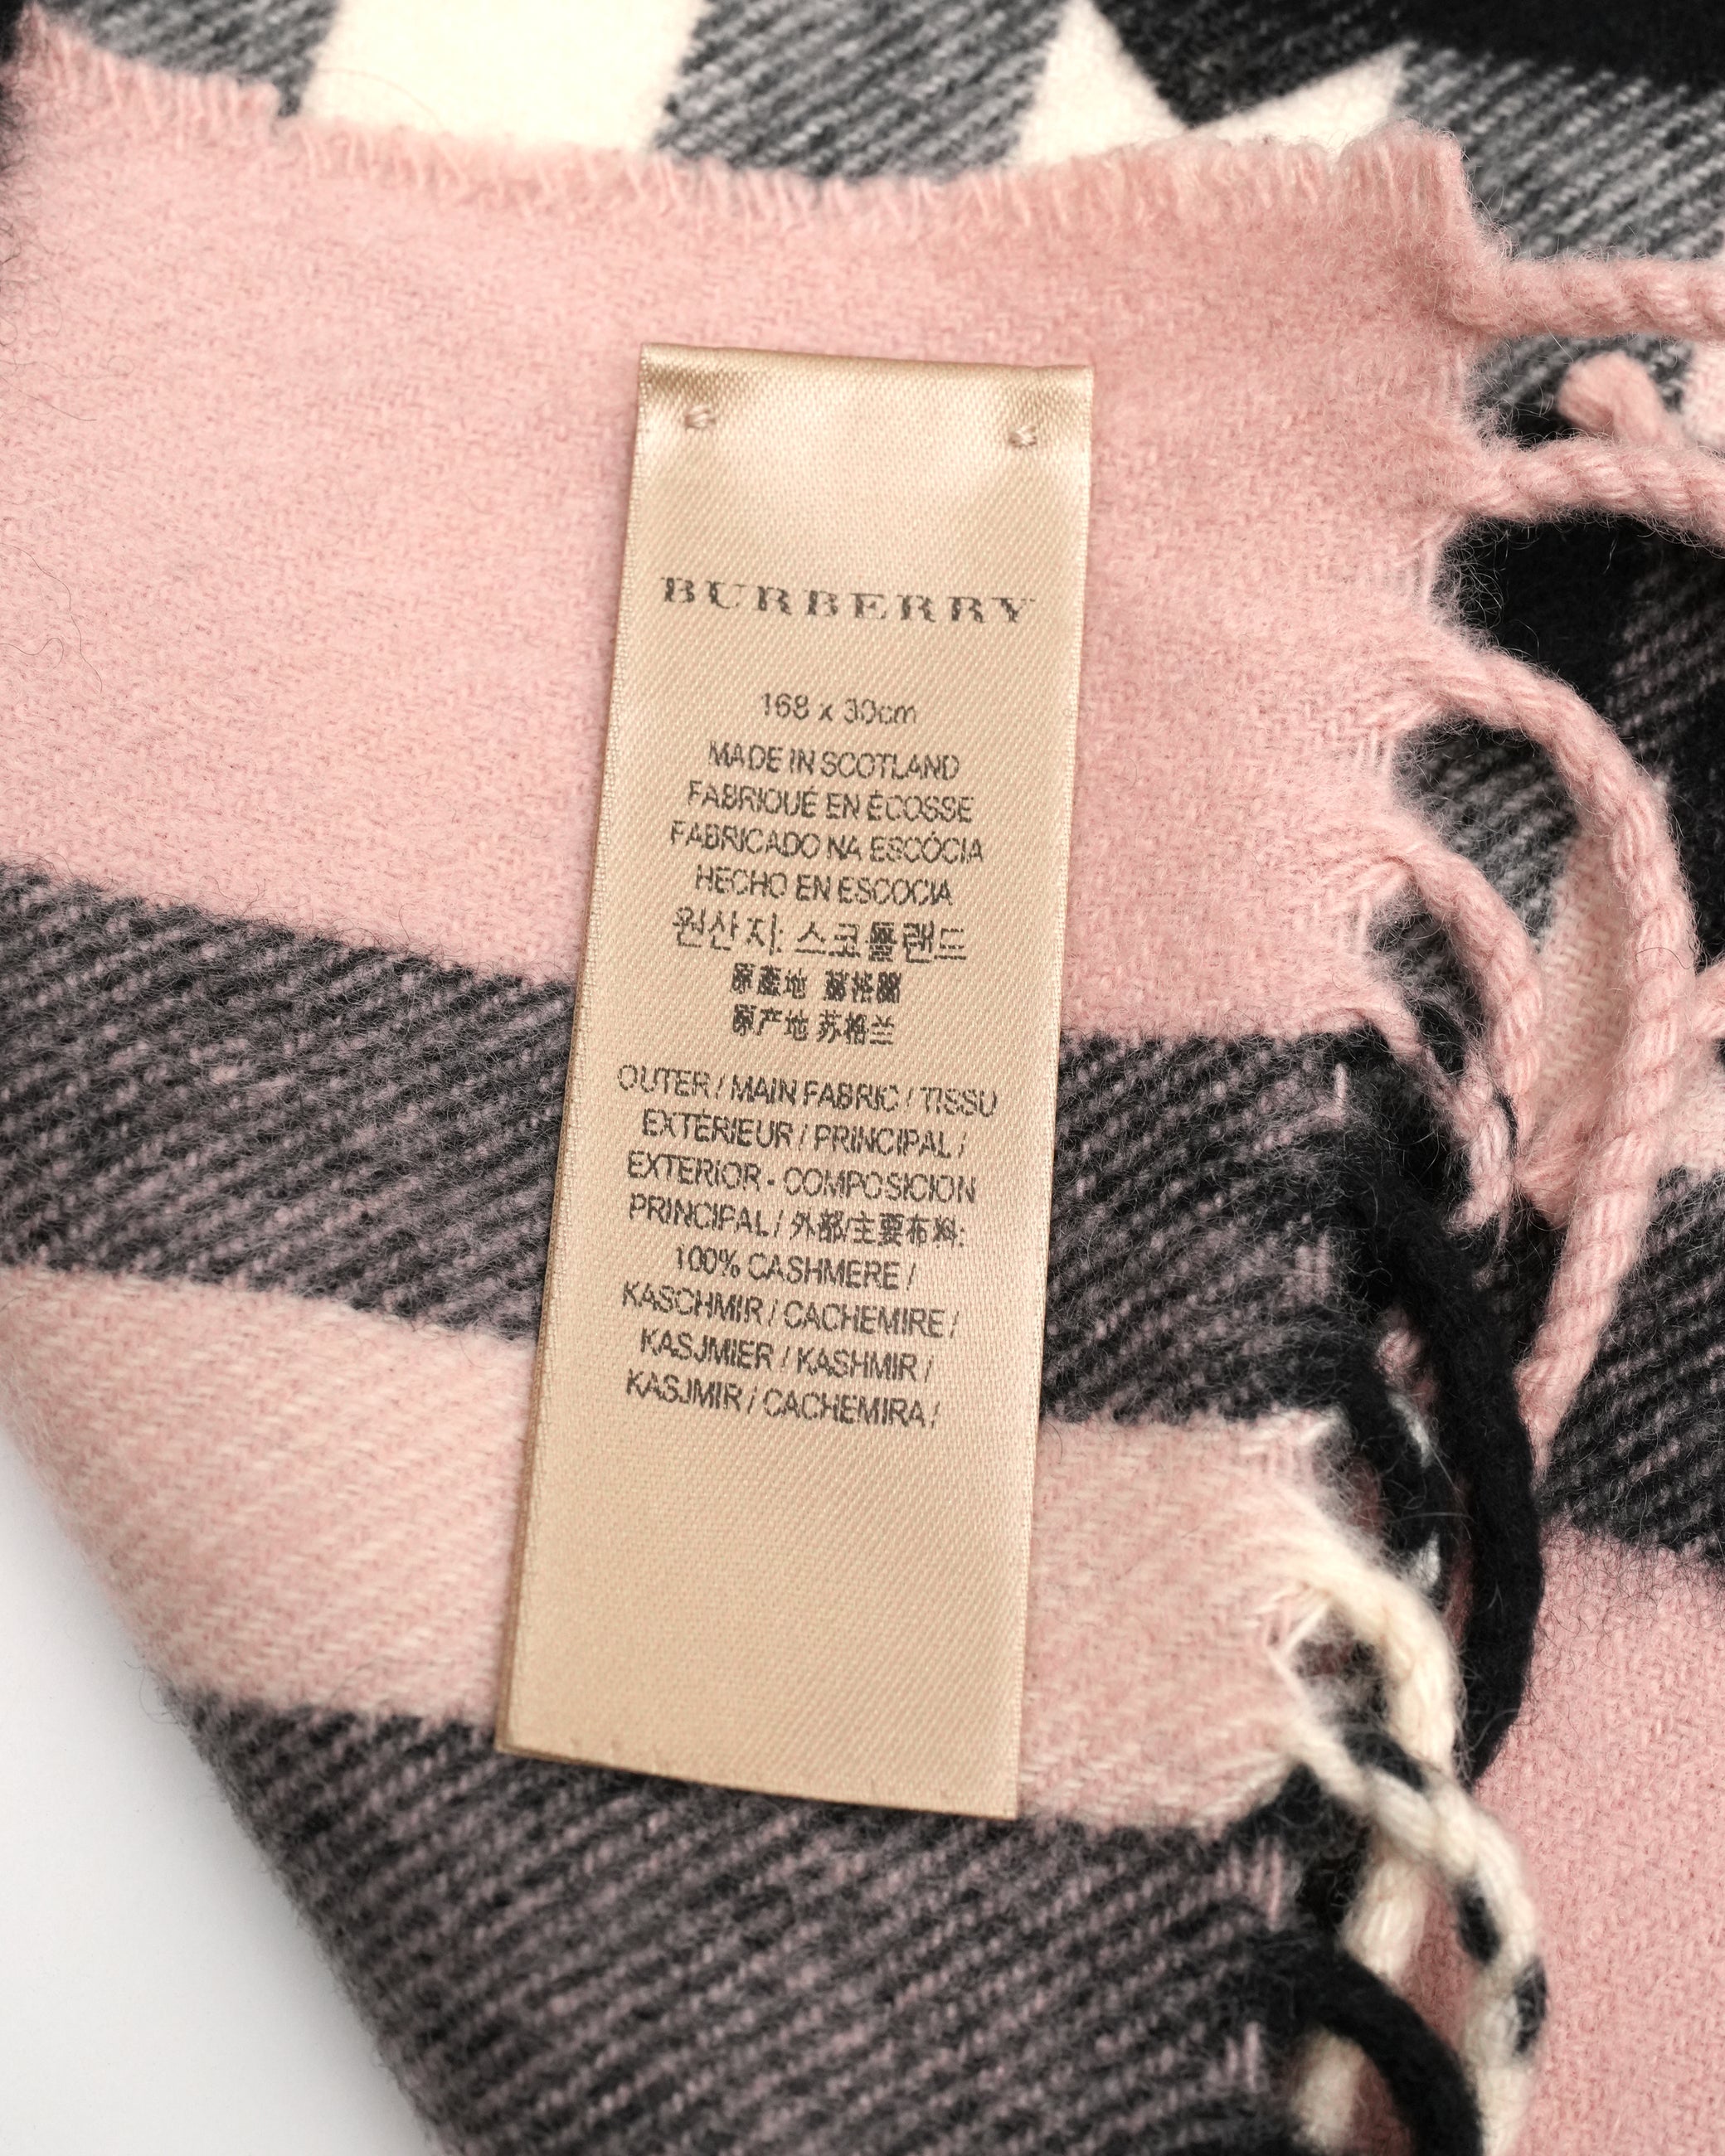 BURBERRY
168 x 30cm
MADE IN SCOTLAND
FABRIQUÉ EN ÉCOSSE
FABRICADO NA ESCÓCIA
HECHO EN ESCOCIA
원산지: 스코틀랜드
原產地 蘇格蘭
原产地 苏格兰
OUTER / MAIN FABRIC / TISSU
EXTÉRIEUR / PRINCIPAL /
EXTERIOR - COMPOSICION
PRINCIPAL / 外部/主要布料:
100% CASHMERE /
KASCHMIR / CACHEMIRE /
KASJMIER / KASHMIR /
KASJMIR / CACHEMIRA /